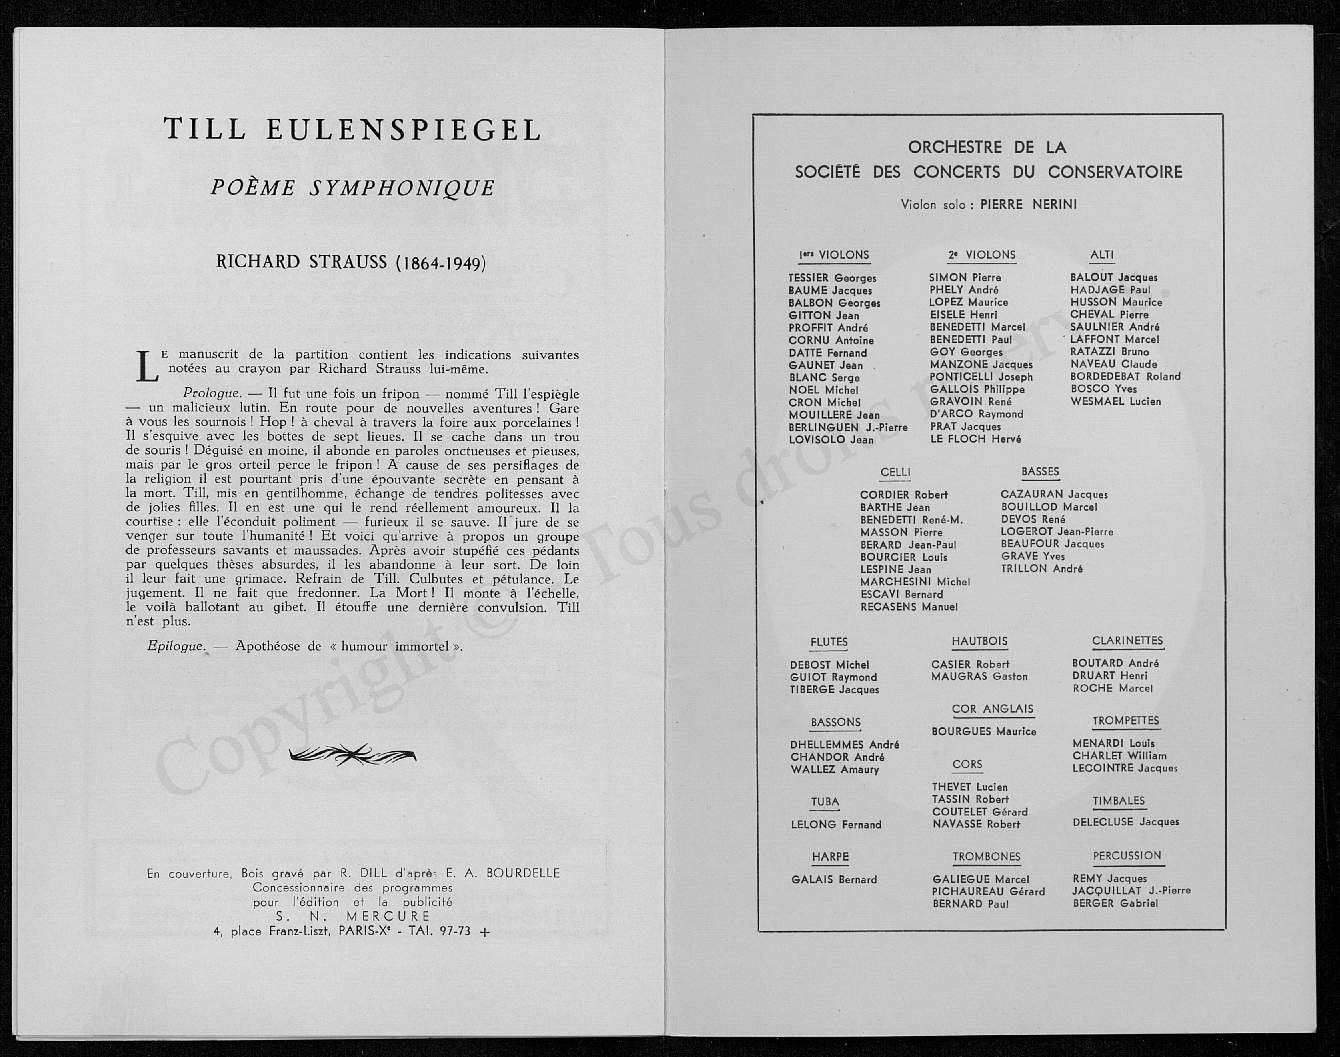 TILL EULENSPIEGEL
POÈME SYMPHONIQUE
RICHARD STRAUSS (1864-1949)
LE manuscrit de la partition contient les indications suivantes
notées au crayon par Richard Strauss lui-même.
Prologue. — Il fut une fois un fripon — nommé Till l'espiègle
— un malicieux lutin. En route pour de nouvelles aventures ! Gare
à vous les sournois ! Hop ! à cheval à travers la foire aux porcelaines !
Il s'esquive avec les bottes de sept lieues. Il se cache dans un trou
de souris ! Déguisé en moine, il abonde en paroles onctueuses et pieuses,
mais par le gros orteil perce le fripon ! A cause de ses persiflages de
la religion il est pourtant pris d'une épouvante secrète en pensant à
la mort. Till, mis en gentilhomme, échange de tendres politesses avec
de jolies filles. Il en est une qui le rend réellement amoureux. Il la
courtise : elle l'éconduit poliment — furieux il se sauve. Il jure de se
venger sur toute l'humanité ! Et voici qu'arrive à propos un groupe
de professeurs savants et maussades. Après avoir stupéfié ces pédants
par quelques thèses absurdes, il les abandonne à leur sort. De loin
il leur fait une grimace. Refrain de Till. Culbutes et pétulance. Le
jugement. Il ne fait que fredonner. La Mort ! Il monte à l'échelle,
le voilà ballotant au gibet. Il étouffe une dernière convulsion. Till
n'est plus.
Epilogue. — Apothéose de « humour immortel ».
En couverture, Bois gravé par R. DILL d'après E. A. BOURDELLE
Concessionnaire des programmes
pour l'édition et la publicité
S. N. MERCURE
4, place Franz-Liszt, PARIS-Xe - TAI. 97-73 +
ORCHESTRE DE LA
SOCIÉTÉ DES CONCERTS DU CONSERVATOIRE
Violon solo : PIERRE NERINI
1ers VIOLONS
TESSIER Georges
BAUME Jacques
BALBON Georges
GITTON Jean
PROFFIT André
CORNU Antoine
DATTE Fernand
GAUNET Jean
BLANC Serge
NOEL Michel
CRON Michel
MOUILLERE Jean
BERLINGUEN J.-Pierre
LOVISOLO Jean
2e VIOLONS
SIMON Pierre
PHELY André
LOPEZ Maurice
EISELE Henri
BENEDETTI Marcel
BENEDETTI Paul
GOY Georges
MANZONE Jacques
PONTICELLI Joseph
GALLOIS Philippe
GRAVOIN René
D'ARCO Raymond
PRAT Jacques
LE FLOCH Hervé
ALTI
BALOUT Jacques
HADJAGE Paul
HUSSON Maurice
CHEVAL Pierre
SAULNIER André
LAFFONT Marcel
RATAZZI Bruno
NAVEAU Claude
BORDEDEBAT Roland
BOSCO Yves
WESMAEL Lucien
CELLI
CORDIER Robert
BARTHE Jean
BENEDETTI René-M.
MASSON Pierre
BERARD Jean-Paul
BOURCIER Louis
LESPINE Jean
MARCHESINI Michel
ESCAVI Bernard
RECASENS Manuel
BASSES
CAZAURAN Jacques
BOUILLOD Marcel
DEVOS René
LOGEROT Jean-Pierre
BEAUFOUR Jacques
GRAVE Yves
TRILLON André
FLUTES
DEBOST Michel
GUIOT Raymond
TIBERGE Jacques
HAUTBOIS
CASIER Robert
MAUGRAS Gaston
CLARINETTES
BOUTARD André
DRUART Henri
ROCHE Marcel
BASSONS
DHELLEMMES André
CHANDOR André
WALLEZ Amaury
COR ANGLAIS
BOURGUES Maurice
TROMPETTES
MENARDI Louis
CHARLET William
LECOINTRE Jacques
CORS
THEVET Lucien
TASSIN Robert
COUTELET Gérard
NAVASSE Robert
TUBA
LELONG Fernand
TIMBALES
DELECLUSE Jacques
HARPE
GALAIS Bernard
TROMBONES
GALIEGUE Marcel
PICHAUREAU Gérard
BERNARD Paul
PERCUSSION
REMY Jacques
JACQUILLAT J.-Pierre
BERGER Gabriel
Copyright © Tous droits